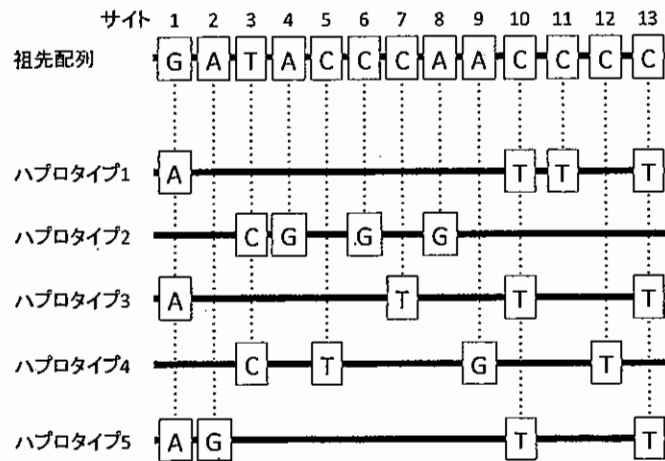 サイト 1 2 3 4 5 6 7 8 9 10 11 12 13
祖先配列 G A T A C C C A A C C C C
ハプロタイプ1 A T T T
ハプロタイプ2 C G G G
ハプロタイプ3 A T T T
ハプロタイプ4 C T G T
ハプロタイプ5 A G T T